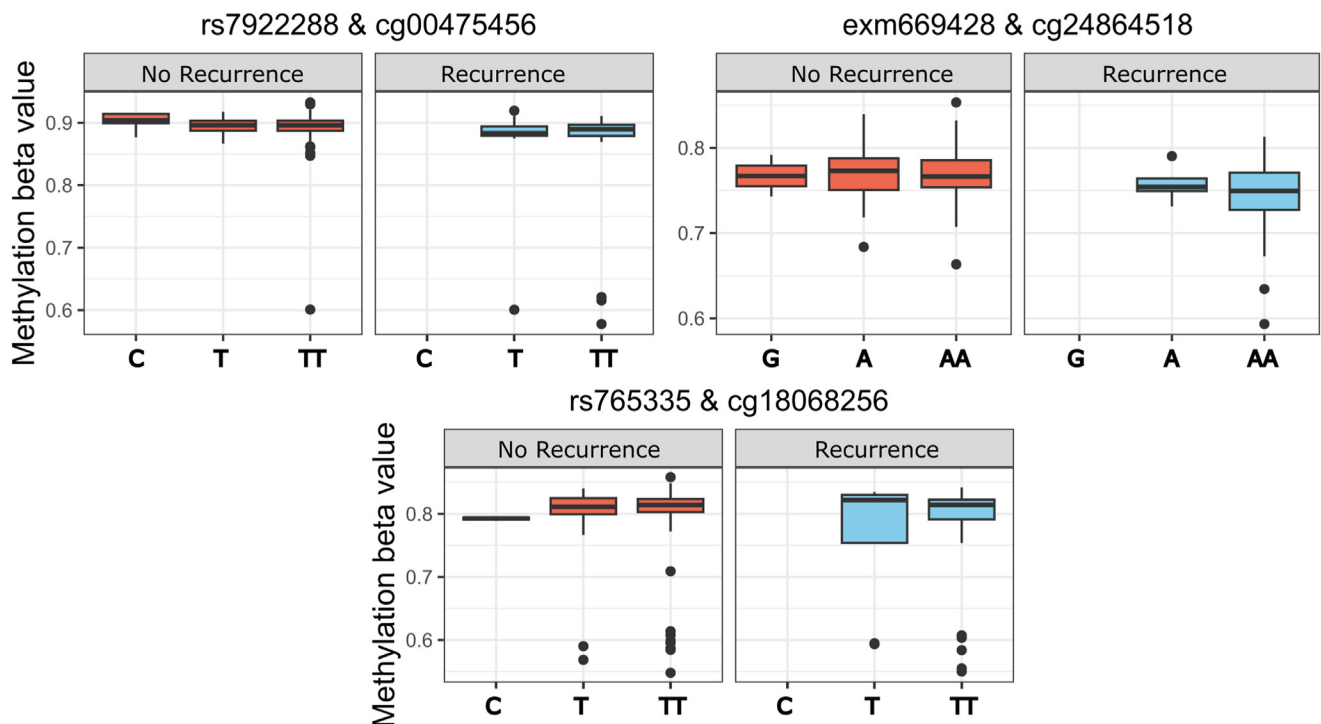 rs7922288 & cg00475456
No Recurrence
Recurrence
Methylation beta value
0.9
0.8
0.7
0.6
C
T
TT
C
T
TT
exm669428 & cg24864518
No Recurrence
Recurrence
0.8
0.7
0.6
G
A
AA
G
A
AA
rs765335 & cg18068256
No Recurrence
Recurrence
Methylation beta value
0.8
0.7
0.6
C
T
TT
C
T
TT